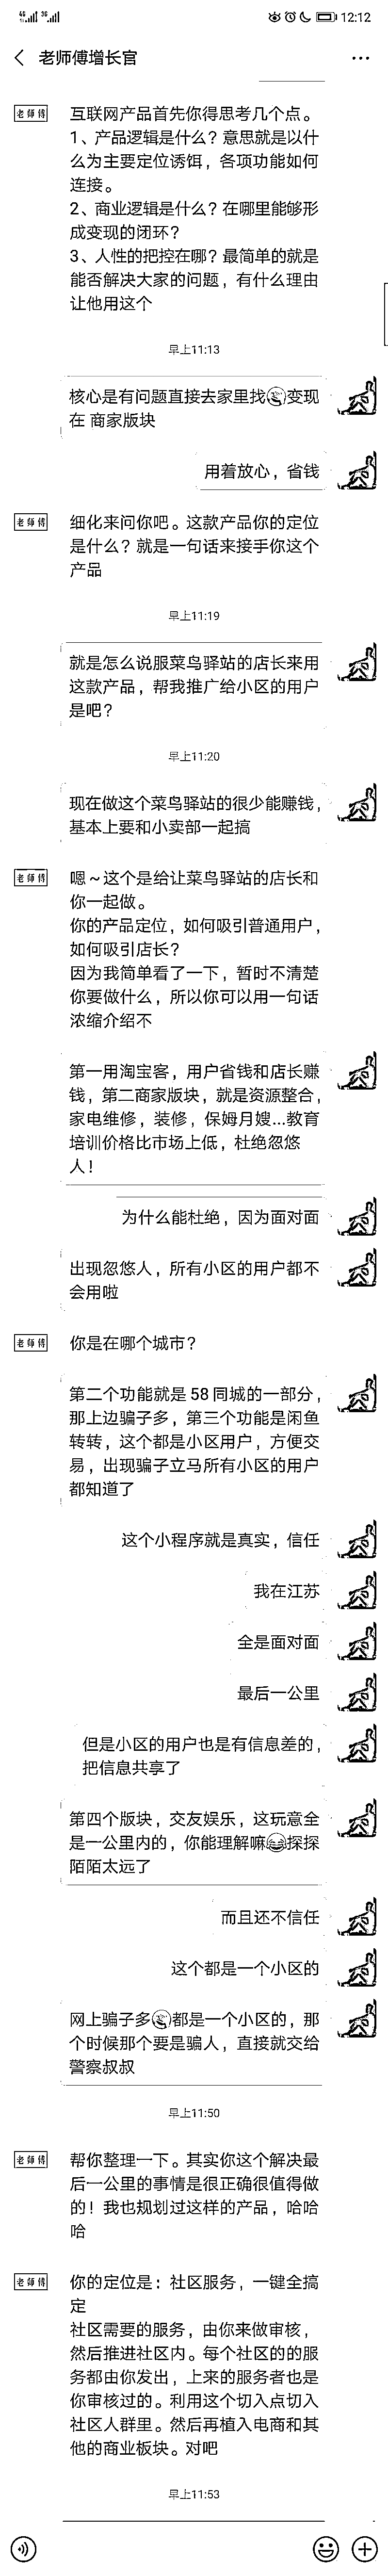 4G 3G 12:12
老师傅增长官
老师傅
互联网产品首先你得思考几个点。
1、产品逻辑是什么？意思就是以什
么为主要定位诱饵，各项功能如何
连接。
2、商业逻辑是什么？在哪里能够形
成变现的闭环？
3、人性的把控在哪？最简单的就是
能否解决大家的问题，有什么理由
让他用这个
早上11:13
核心是有问题直接去家里找变现
在 商家版块
用着放心，省钱
老师傅
细化来问你吧。这款产品你的定位
是什么？就是一句话来接手你这个
产品
早上11:19
就是怎么说服菜鸟驿站的店长来用
这款产品，帮我推广给小区的用户
是吧？
早上11:20
现在做这个菜鸟驿站的很少能赚钱，
基本上要和小卖部一起搞
老师傅
嗯～这个是给让菜鸟驿站的店长和
你一起做。
你的产品定位，如何吸引普通用户，
如何吸引店长？
因为我简单看了一下，暂时不清楚
你要做什么，所以你可以用一句话
浓缩介绍不
第一用淘宝客，用户省钱和店长赚
钱，第二商家版块，就是资源整合，
家电维修，装修，保姆月嫂...教育
培训价格比市场上低，杜绝忽悠
人！
为什么能杜绝，因为面对面
出现忽悠人，所有小区的用户都不
会用啦
老师傅
你是在哪个城市？
第二个功能就是 58 同城的一部分，
那上边骗子多，第三个功能是闲鱼
转转，这个都是小区用户，方便交
易，出现骗子立马所有小区的用户
都知道了
这个小程序就是真实，信任
我在江苏
全是面对面
最后一公里
但是小区的用户也是有信息差的，
把信息共享了
第四个版块，交友娱乐，这玩意全
是一公里内的，你能理解嘛探探
陌陌太远了
而且还不信任
这个都是一个小区的
网上骗子多都是一个小区的，那
个时候那个要是骗人，直接就交给
警察叔叔
早上11:50
老师傅
帮你整理一下。其实你这个解决最
后一公里的事情是很正确很值得做
的！我也规划过这样的产品，哈哈
哈
老师傅
你的定位是：社区服务，一键全搞
定
社区需要的服务，由你来做审核，
然后推进社区内。每个社区的的服
务都由你发出，上来的服务者也是
你审核过的。利用这个切入点切入
社区人群里。然后再植入电商和其
他的商业板块。对吧
早上11:53